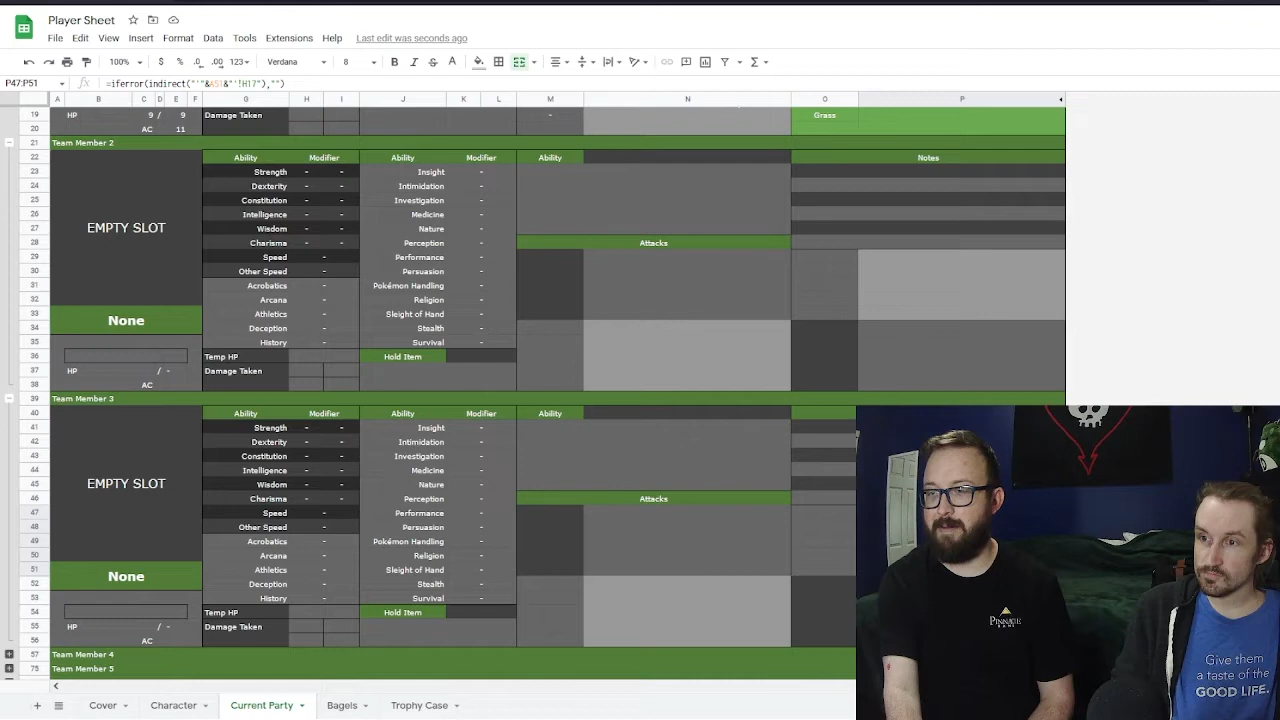 Player Sheet
File Edit View Insert Format Data Tools Extensions Help Last edit was seconds ago
100% $ % .0 .00 123 Verdana 8 B I S A
P47:P51 fx =iferror(indirect("'"&A51&"'!H17"),"")
A B C D E F G H I J K L M N O P
19 HP 9 / 9 Damage Taken - Grass
20 AC 11
21 Team Member 2
22 Ability Modifier Ability Modifier Ability Notes
23 Strength - - Insight -
24 Dexterity - - Intimidation -
25 Constitution - - Investigation -
26 Intelligence - - Medicine -
27 EMPTY SLOT Wisdom - - Nature -
28 Charisma - - Perception - Attacks
29 Speed - Performance -
30 Other Speed - Persuasion -
31 Acrobatics - Pokémon Handling -
32 Arcana - Religion -
33 None Athletics - Sleight of Hand -
34 Deception - Stealth -
35 History - Survival -
36 Temp HP Hold Item
37 HP / - Damage Taken
38 AC
39 Team Member 3
40 Ability Modifier Ability Modifier Ability
41 Strength - - Insight -
42 Dexterity - - Intimidation -
43 Constitution - - Investigation -
44 Intelligence - - Medicine -
45 EMPTY SLOT Wisdom - - Nature -
46 Charisma - - Perception - Attacks
47 Speed - Performance -
48 Other Speed - Persuasion -
49 Acrobatics - Pokémon Handling -
50 Arcana - Religion -
51 None Athletics - Sleight of Hand -
52 Deception - Stealth -
53 History - Survival -
54 Temp HP Hold Item
55 HP / - Damage Taken
56 AC
57 Team Member 4
75 Team Member 5
Cover Character Current Party Bagels Trophy Case
PINNACLE
Give them
a taste of the
GOOD LIFE.